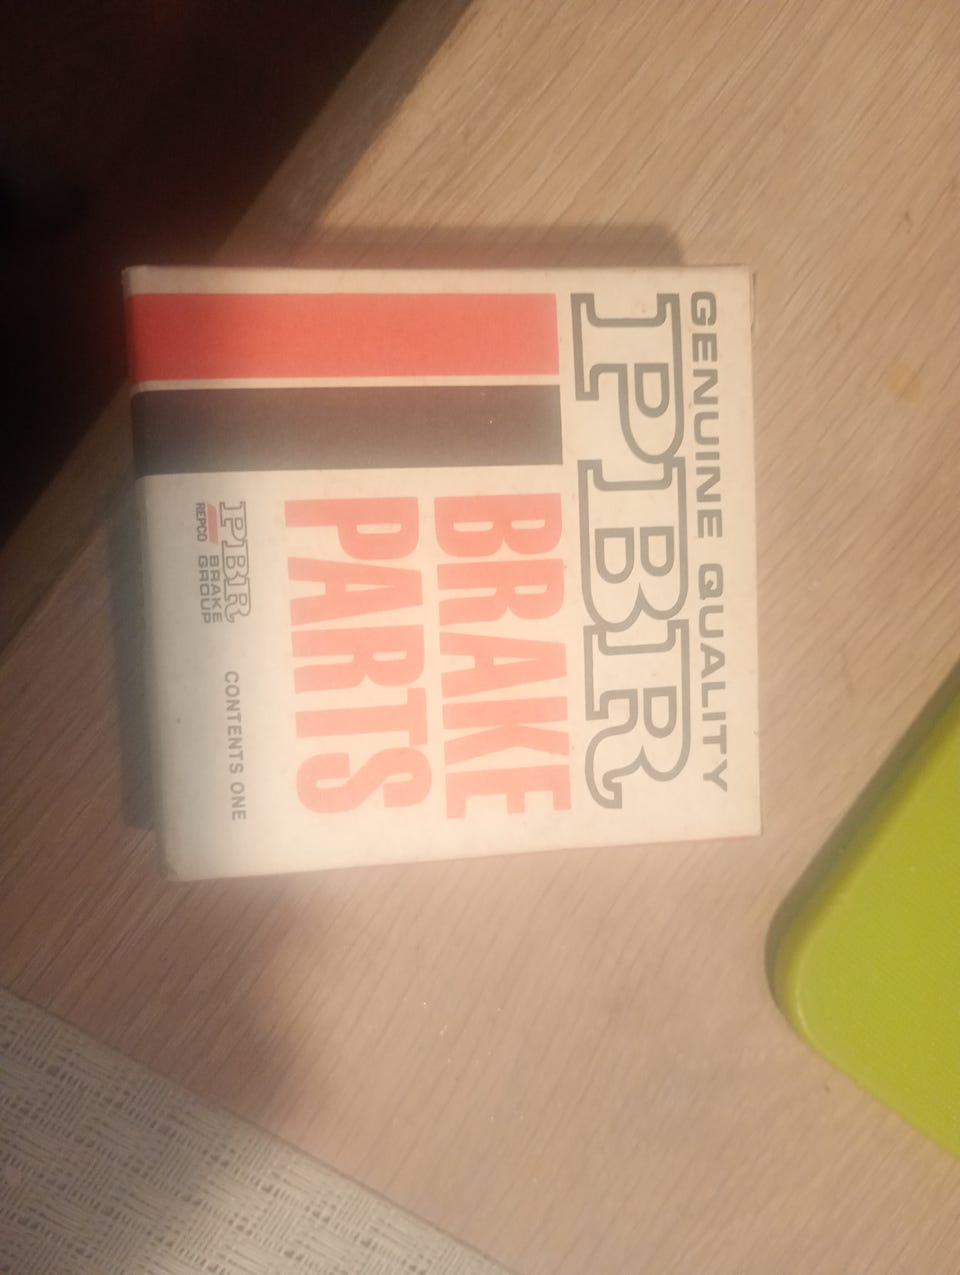 GENUINE QUALITY
PBR
BRAKE
PARTS
PBR
REPCO BRAKE
GROUP
CONTENTS ONE